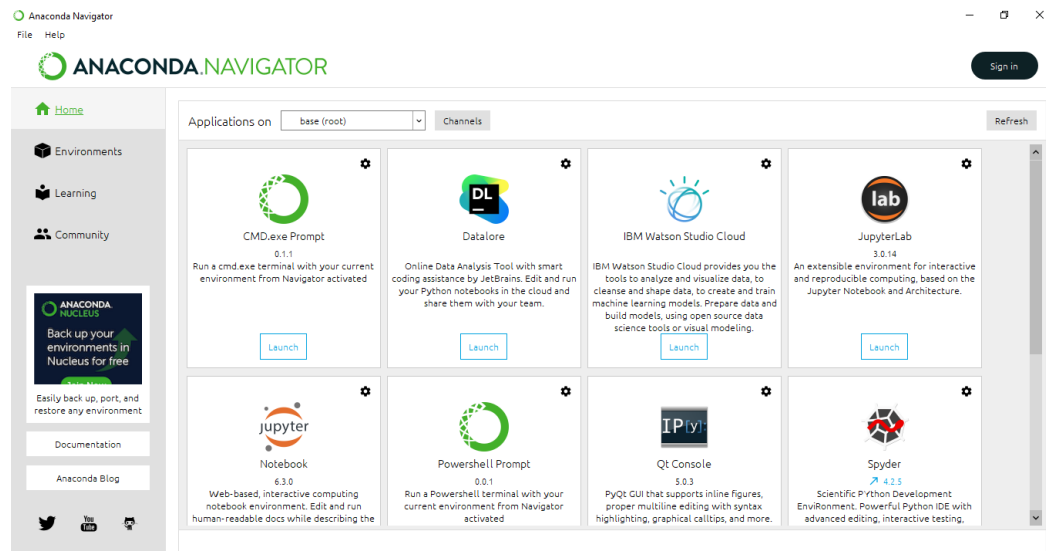 Anaconda Navigator
File Help
ANACONDA.NAVIGATOR
Sign in
Home
Environments
Learning
Community
ANACONDA.
NUCLEUS
Back up your
environments in
Nucleus for free
Join Now
Easily back up, port, and
restore any environment
Documentation
Anaconda Blog
You
Tube
Applications on base (root) Channels Refresh
CMD.exe Prompt
0.1.1
Run a cmd.exe terminal with your current
environment from Navigator activated
Launch
DL
Datalore
Online Data Analysis Tool with smart
coding assistance by JetBrains. Edit and run
your Python notebooks in the cloud and
share them with your team.
Launch
IBM Watson Studio Cloud
IBM Watson Studio Cloud provides you the
tools to analyze and visualize data, to
cleanse and shape data, to create and train
machine learning models. Prepare data and
build models, using open source data
science tools or visual modeling.
Launch
lab
JupyterLab
3.0.14
An extensible environment for interactive
and reproducible computing, based on the
Jupyter Notebook and Architecture.
Launch
jupyter
Notebook
6.3.0
Web-based, interactive computing
notebook environment. Edit and run
human-readable docs while describing the
Powershell Prompt
0.0.1
Run a Powershell terminal with your
current environment from Navigator
activated
IP[y]:
Qt Console
5.0.3
PyQt GUI that supports inline figures,
proper multiline editing with syntax
highlighting, graphical calltips, and more.
Spyder
4.2.5
Scientific PYthon Development
EnviRonment. Powerful Python IDE with
advanced editing, interactive testing,